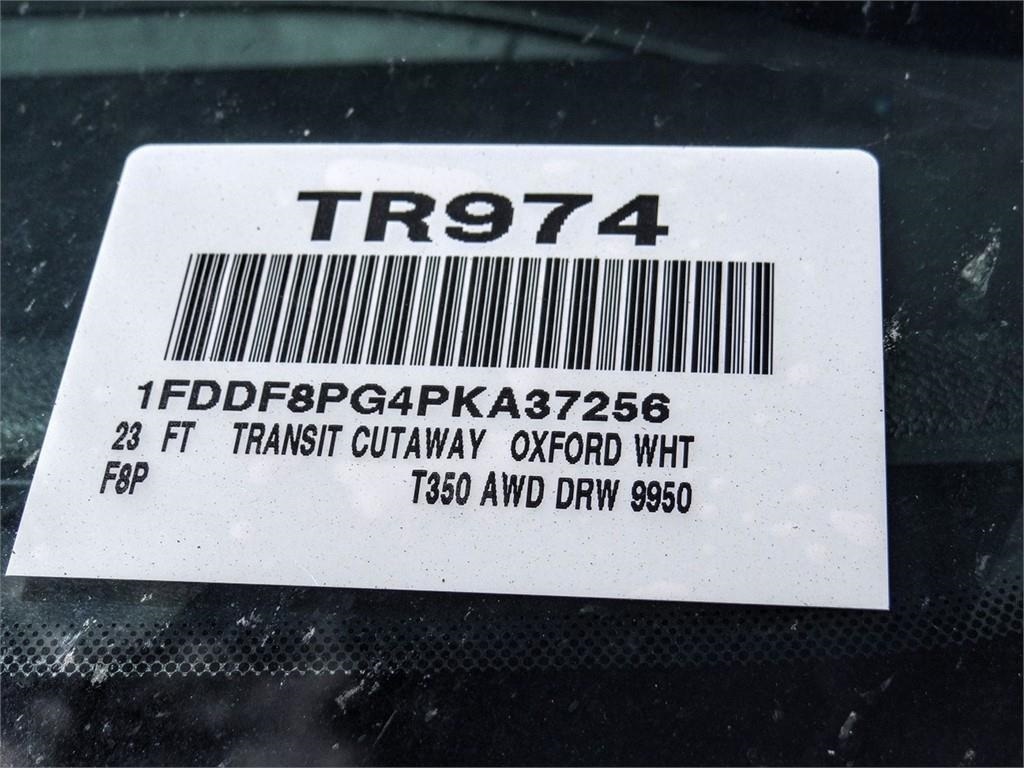 TR974
1FDDF8PG4PKA37256
23 FT TRANSIT CUTAWAY OXFORD WHT
F8P T350 AWD DRW 9950